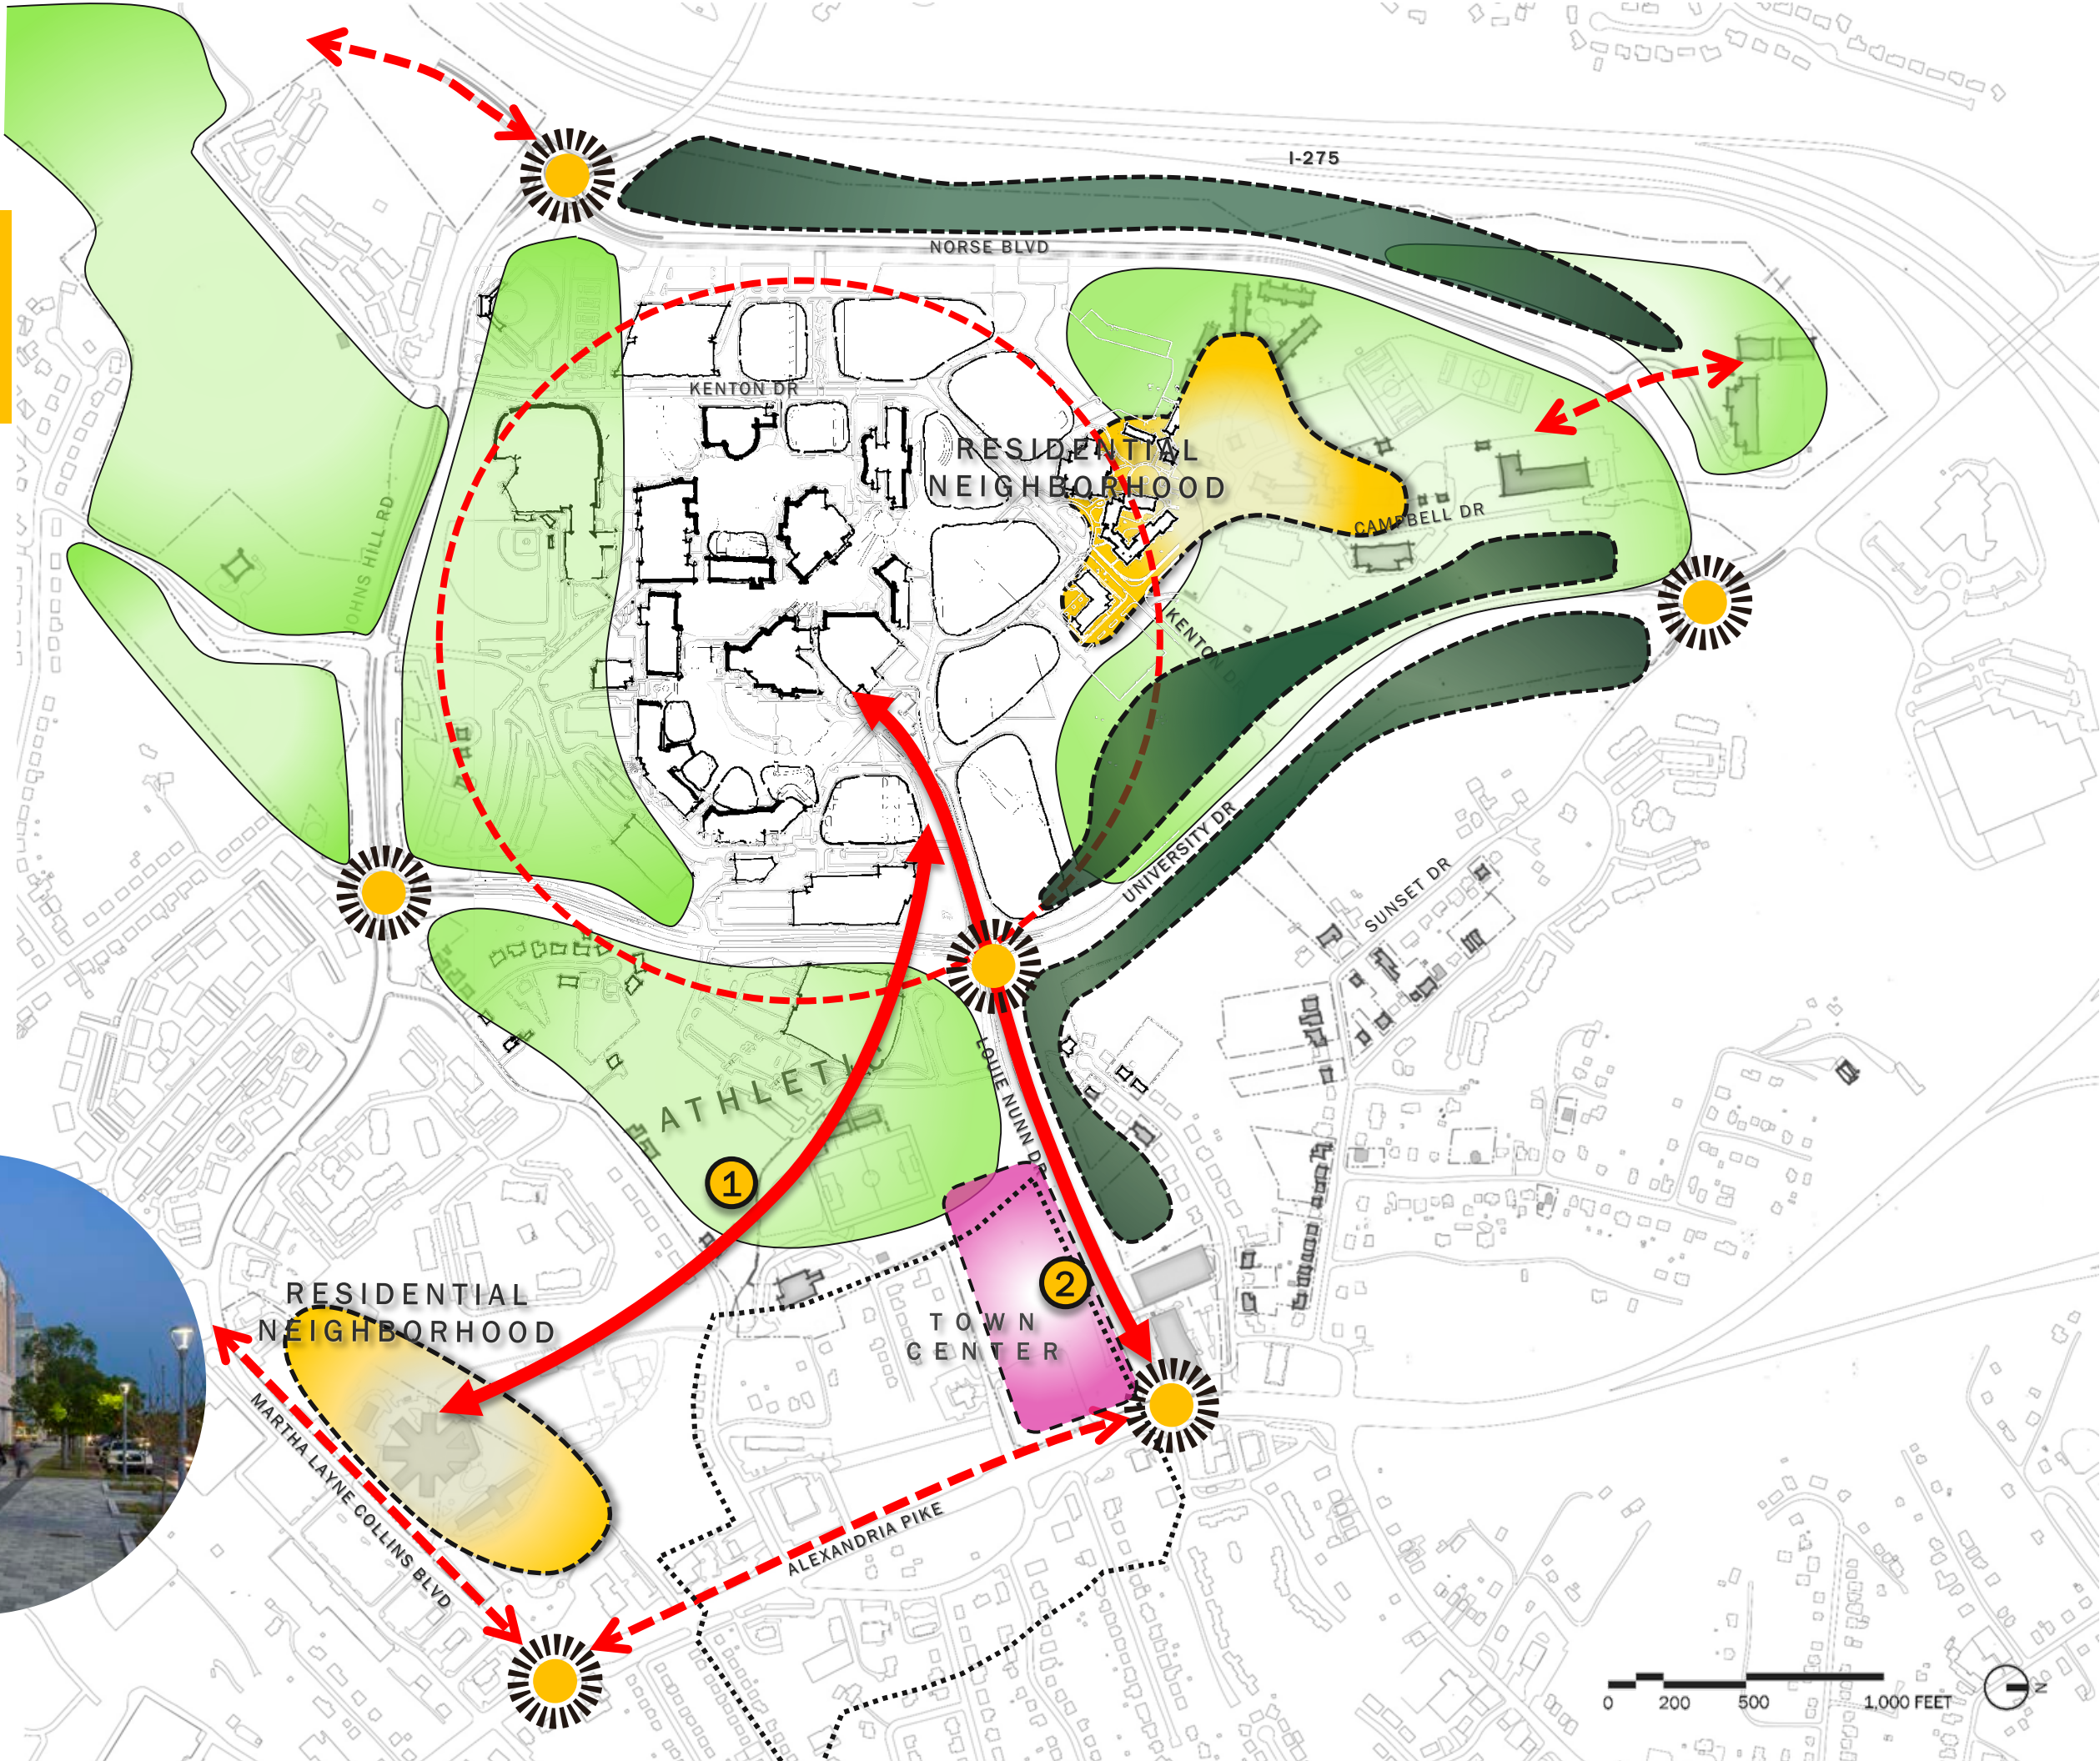 I-275
NORSE BLVD
KENTON DR
RESIDENTIAL
NEIGHBORHOOD
CAMPBELL DR
JOHNS HILL RD
KENTON D
UNIVERSITY DR
SUNSET DR
LOUIE NUNN DR
ATHLETIC
1
2
RESIDENTIAL
NEIGHBORHOOD
TOWN
CENTER
MARTHA LAYNE COLLINS BLVD
ALEXANDRIA PIKE
0 200 500 1,000 FEET
N